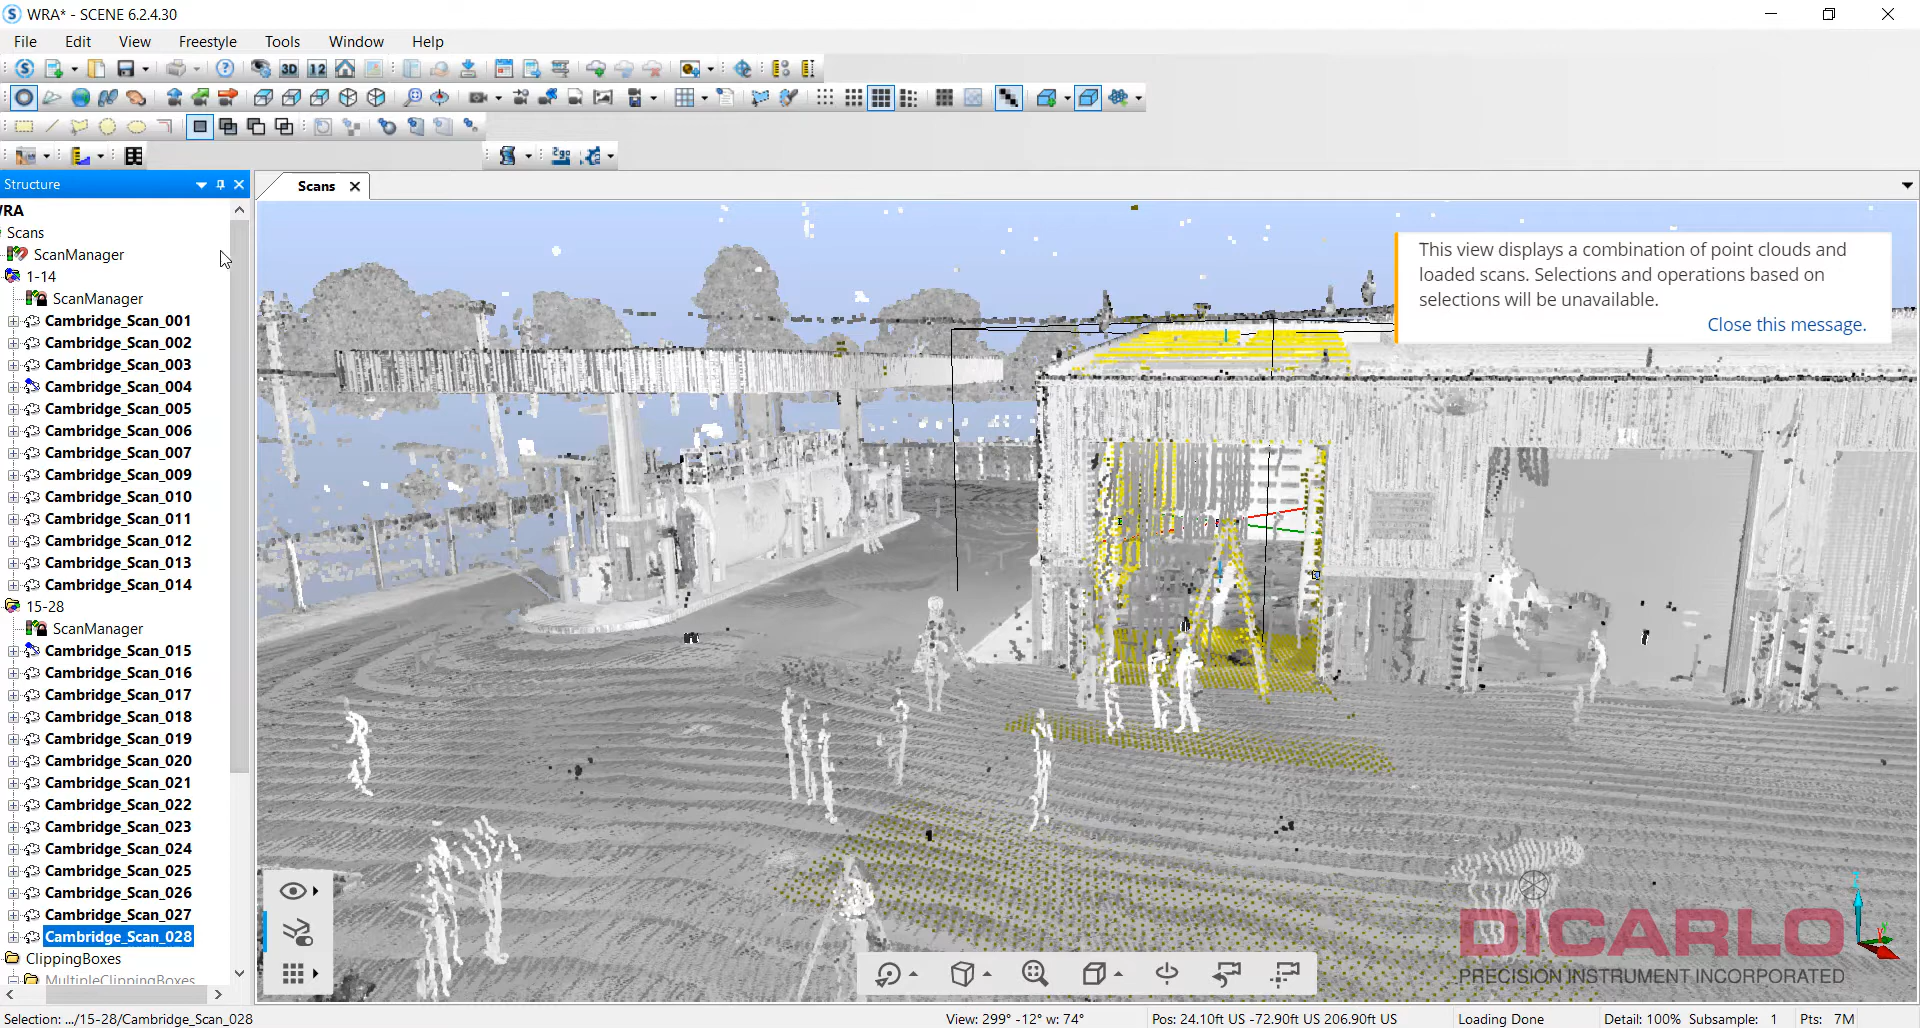 WRA* - SCENE 6.2.4.30
File Edit View Freestyle Tools Window Help
3D 12
2go
Structure
Scans
WRA
Scans
ScanManager
1-14
ScanManager
Cambridge_Scan_001
Cambridge_Scan_002
Cambridge_Scan_003
Cambridge_Scan_004
Cambridge_Scan_005
Cambridge_Scan_006
Cambridge_Scan_007
Cambridge_Scan_009
Cambridge_Scan_010
Cambridge_Scan_011
Cambridge_Scan_012
Cambridge_Scan_013
Cambridge_Scan_014
15-28
ScanManager
Cambridge_Scan_015
Cambridge_Scan_016
Cambridge_Scan_017
Cambridge_Scan_018
Cambridge_Scan_019
Cambridge_Scan_020
Cambridge_Scan_021
Cambridge_Scan_022
Cambridge_Scan_023
Cambridge_Scan_024
Cambridge_Scan_025
Cambridge_Scan_026
Cambridge_Scan_027
Cambridge_Scan_028
ClippingBoxes
MultipleClippingBoxes
This view displays a combination of point clouds and
loaded scans. Selections and operations based on
selections will be unavailable.
Close this message.
DICARLO
PRECISION INSTRUMENT INCORPORATED
Selection: .../15-28/Cambridge_Scan_028
View: 299° -12° w: 74°
Pos: 24.10ft US -72.90ft US 206.90ft US
Loading Done
Detail: 100% Subsample: 1
Pts: 7M